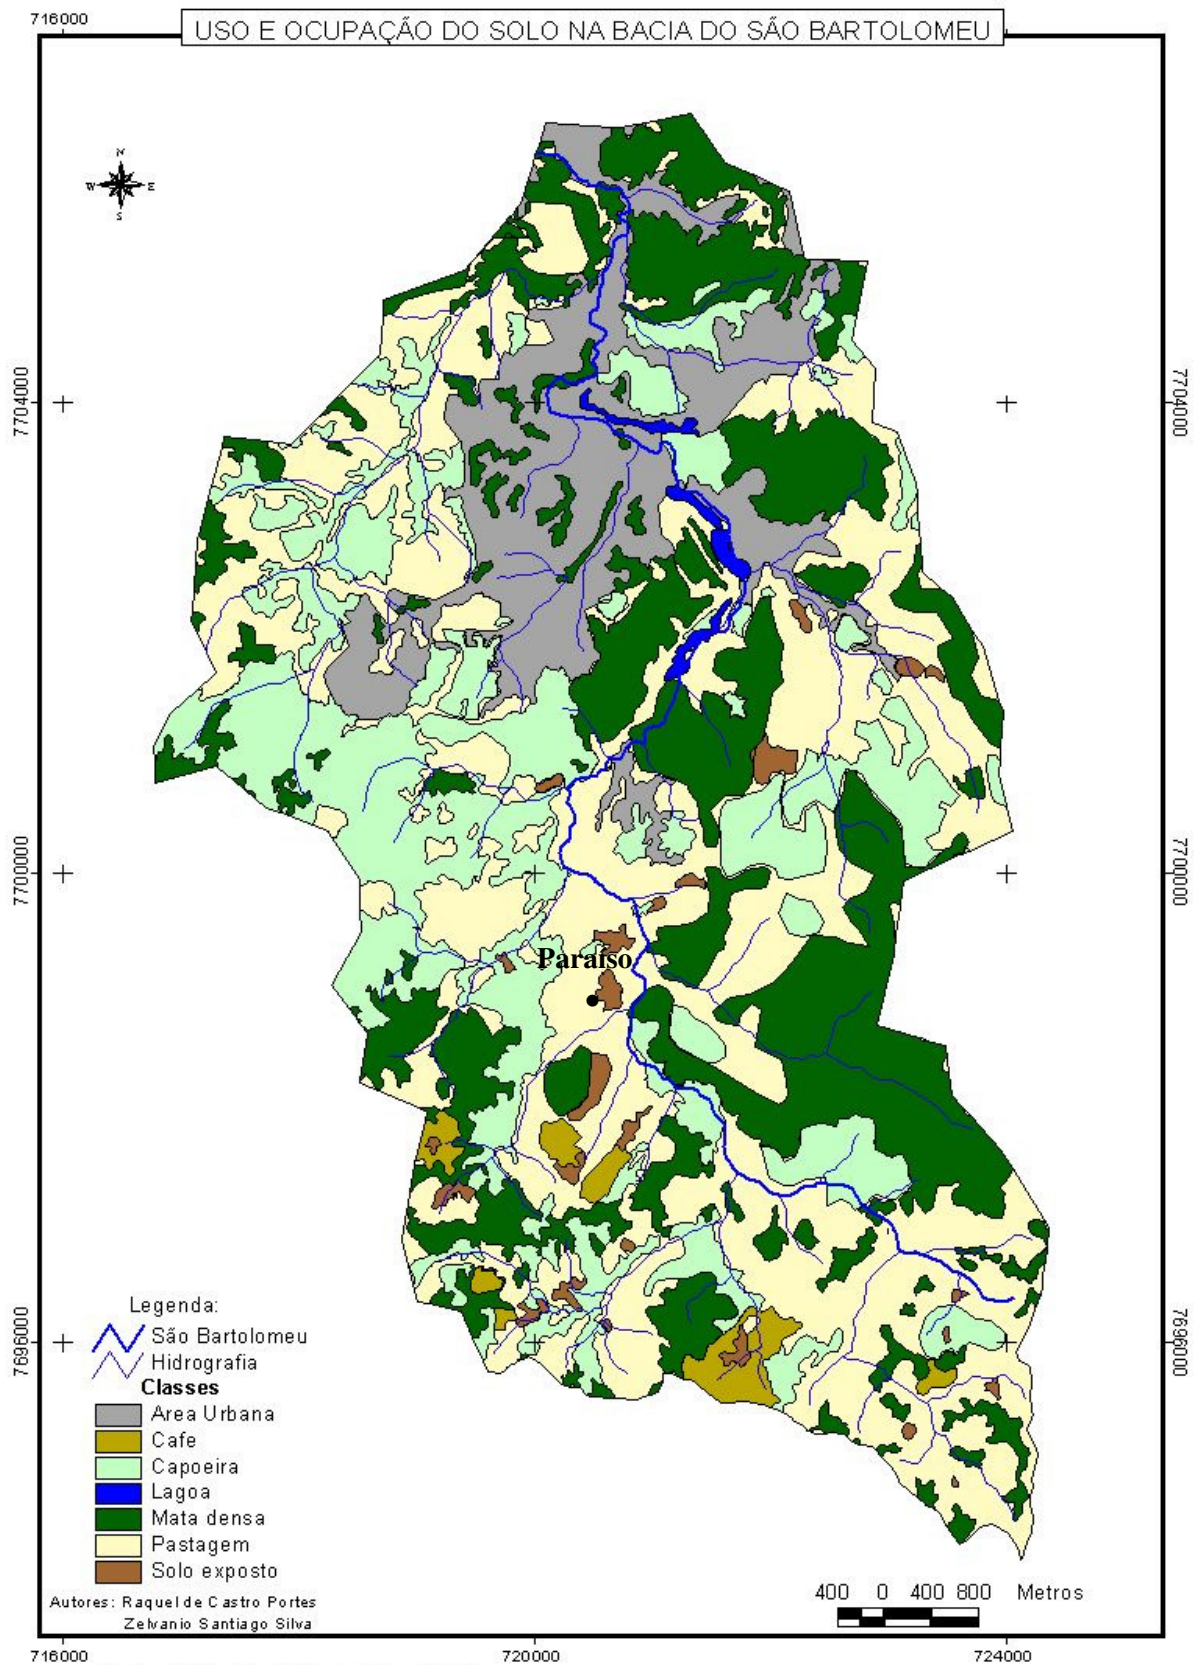 716000
USO E OCUPAÇÃO DO SOLO NA BACIA DO SÃO BARTOLOMEU
N
W E
S
7704000
7704000
7700000
7700000
Paraíso
Legenda:
São Bartolomeu
Hidrografia
Classes
Area Urbana
Cafe
Capoeira
Lagoa
Mata densa
Pastagem
Solo exposto
7696000
7696000
Autores: Raquel de Castro Portes
Zelvanio Santiago Silva
400 0 400 800 Metros
716000
720000
724000